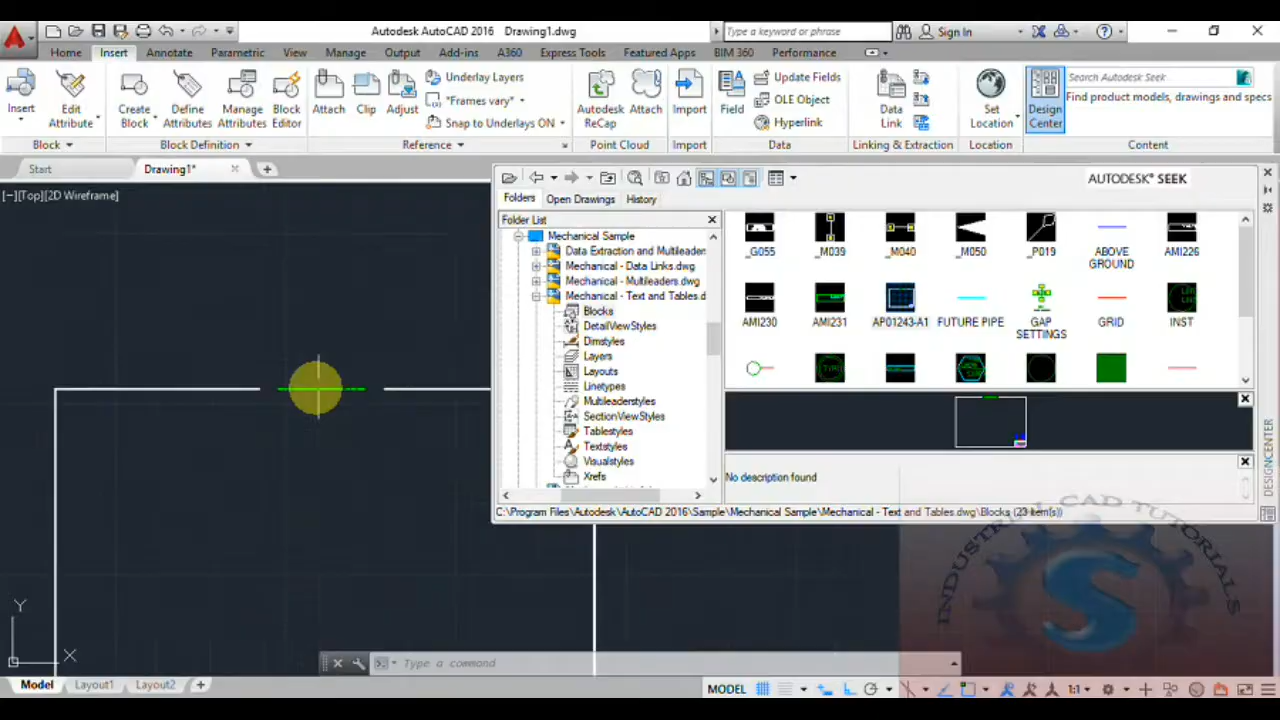 Autodesk AutoCAD 2016 Drawing1.dwg
Type a keyword or phrase
Sign In
Home Insert Annotate Parametric View Manage Output Add-ins A360 Express Tools Featured Apps BIM 360 Performance
Insert
Edit Attribute
Create Block
Define Attributes
Manage Attributes
Block Editor
Attach
Clip
Adjust
Underlay Layers
*Frames vary*
Snap to Underlays ON
Autodesk ReCap
Attach
Import
Field
Update Fields
OLE Object
Hyperlink
Data Link
Set Location
Design Center
Search Autodesk Seek
Find product models, drawings and specs
Block
Block Definition
Reference
Point Cloud
Import
Data
Linking & Extraction
Location
Content
Start
Drawing1*
[−][Top][2D Wireframe]
AUTODESK® SEEK
Folders Open Drawings History
Folder List
Mechanical Sample
Data Extraction and Multileader
Mechanical - Data Links.dwg
Mechanical - Multileaders.dwg
Mechanical - Text and Tables.d
Blocks
DetailViewStyles
Dimstyles
Layers
Layouts
Linetypes
Multileaderstyles
SectionViewStyles
Tablestyles
Textstyles
Visualstyles
Xrefs
_G055 _M039 _M040 _M050 _P019 ABOVE GROUND AMI226
AMI230 AMI231 AP01243-A1 FUTURE PIPE GAP SETTINGS GRID INST
No description found
C:\Program Files\Autodesk\AutoCAD 2016\Sample\Mechanical Sample\Mechanical - Text and Tables.dwg\Blocks (23 item(s))
DESIGNCENTER
INDUSTRIAL CAD TUTORIALS
S
Y
X
Type a command
Model Layout1 Layout2
MODEL
1:1